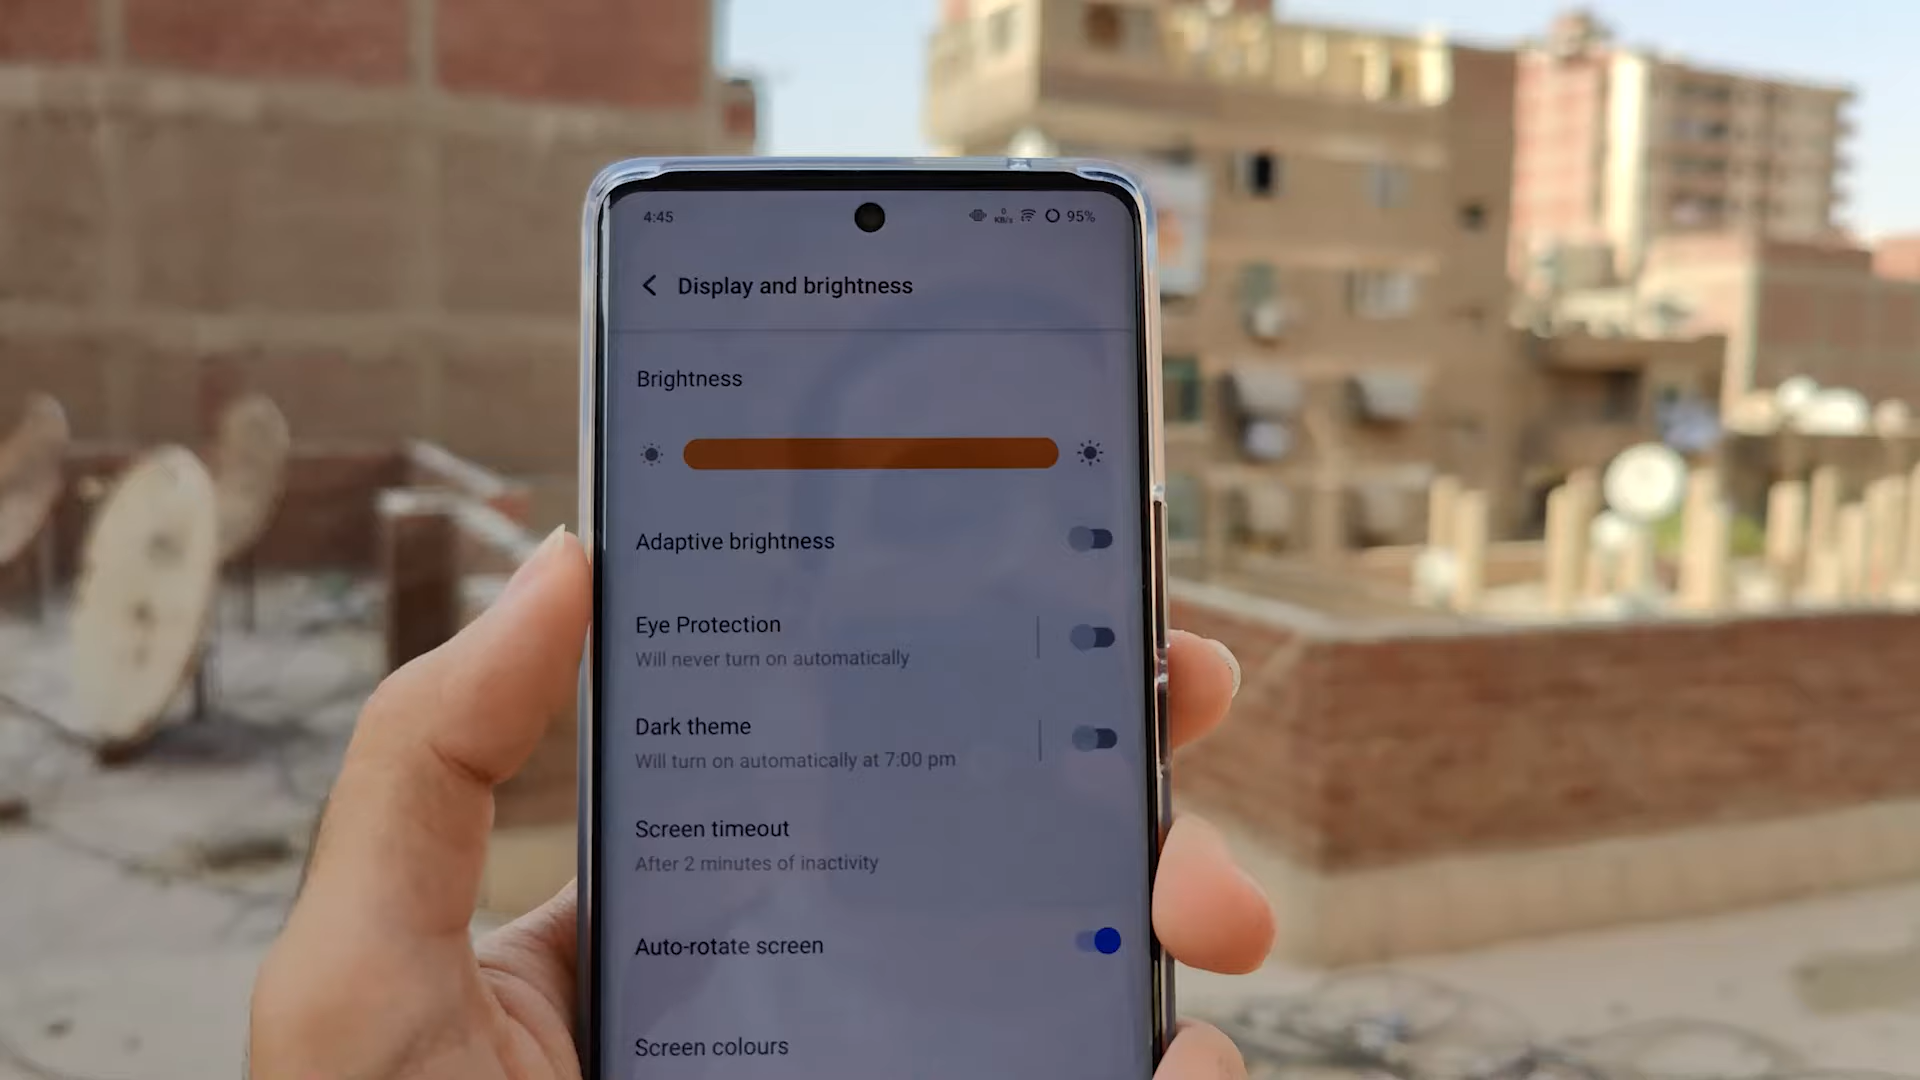 4:45
0
KB/s
95%
Display and brightness
Brightness
Adaptive brightness
Eye Protection
Will never turn on automatically
Dark theme
Will turn on automatically at 7:00 pm
Screen timeout
After 2 minutes of inactivity
Auto-rotate screen
Screen colours